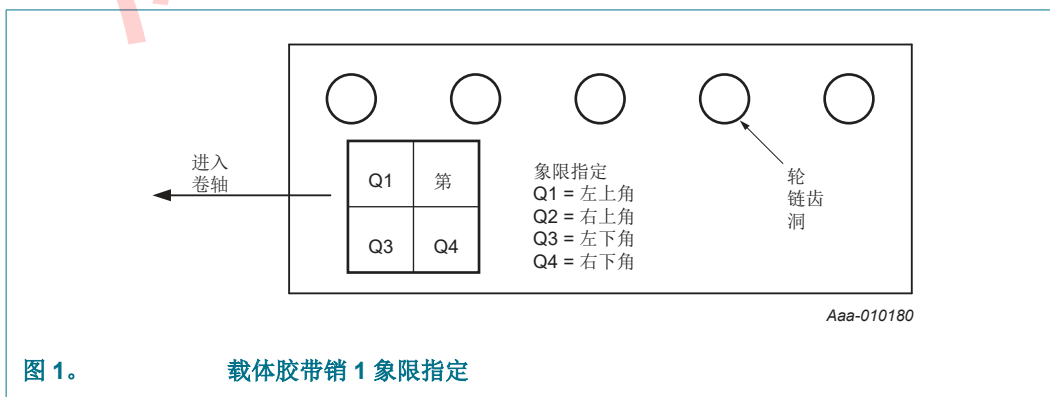 进入
卷轴
Q1 第
Q3 Q4
象限指定
Q1 = 左上角
Q2 = 右上角
Q3 = 左下角
Q4 = 右下角
轮
链齿
洞
Aaa-010180
图 1。 载体胶带销 1 象限指定